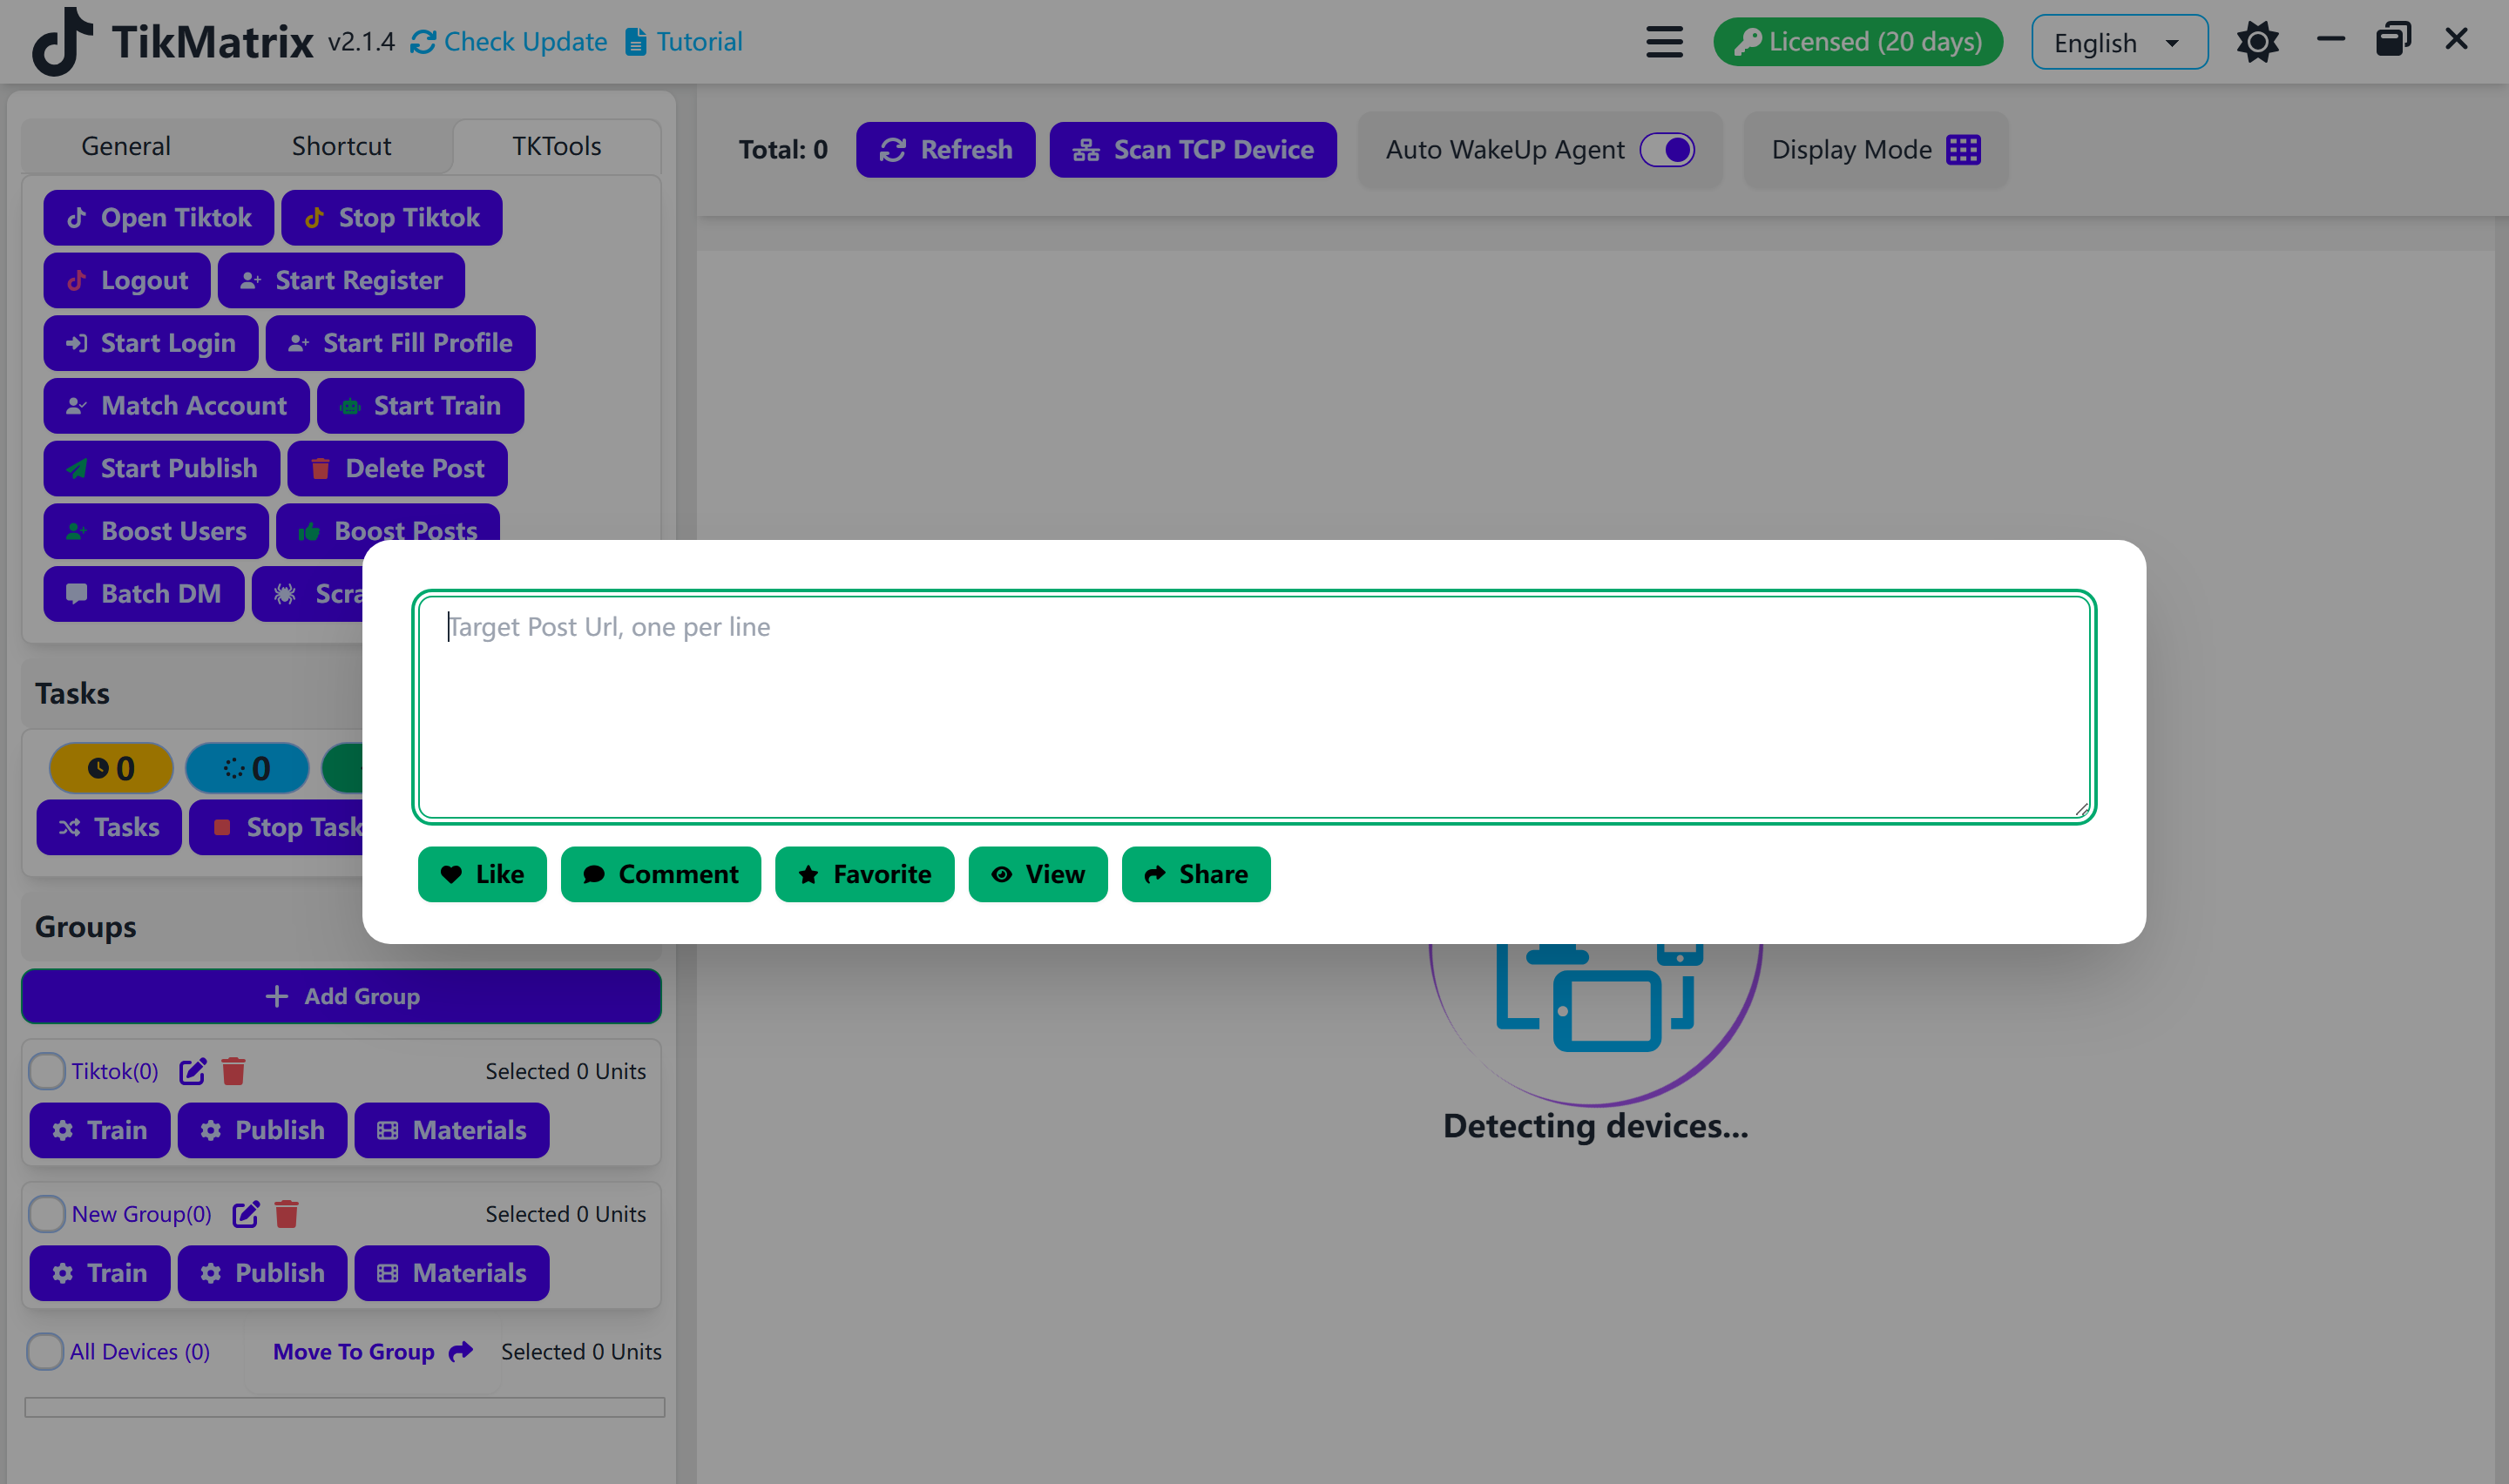 TikMatrix v2.1.4 Check Update Tutorial Licensed (20 days) English
General Shortcut TKTools
Total: 0 Refresh Scan TCP Device Auto WakeUp Agent Display Mode
Open Tiktok Stop Tiktok
Logout Start Register
Start Login Start Fill Profile
Match Account Start Train
Start Publish Delete Post
Boost Users Boost Posts
Batch DM Scra
Target Post Url, one per line
Like Comment Favorite View Share
Tasks
0 0
Tasks Stop Task
Groups
Add Group
Tiktok(0) Selected 0 Units
Train Publish Materials
New Group(0) Selected 0 Units
Train Publish Materials
All Devices (0) Move To Group Selected 0 Units
Detecting devices...